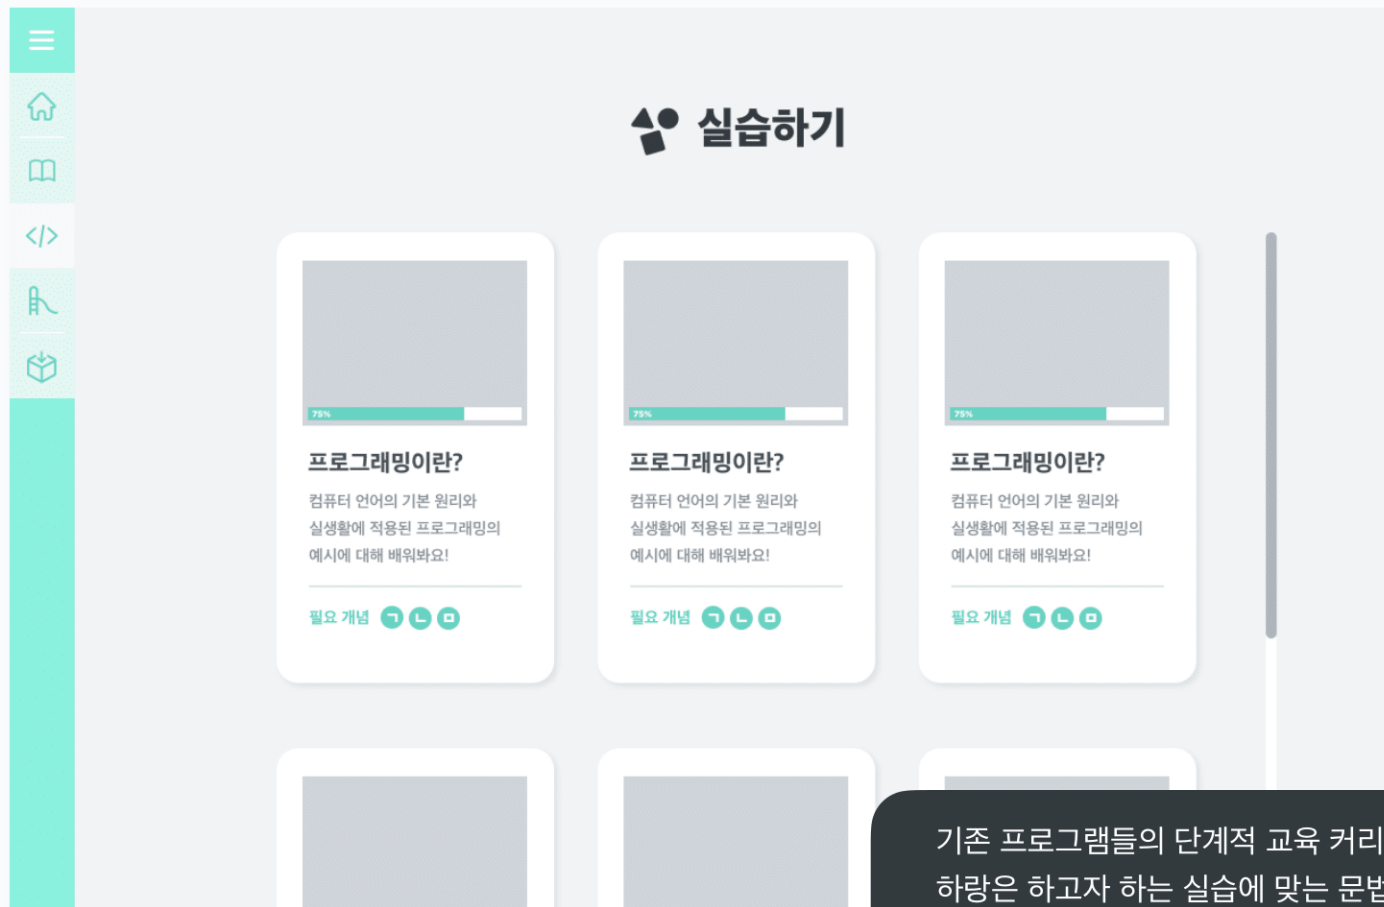 실습하기
75%
75%
75%
프로그래밍이란?
컴퓨터 언어의 기본 원리와
실생활에 적용된 프로그래밍의
예시에 대해 배워봐요!
필요 개념 ㄱ ㄴ ㅁ
프로그래밍이란?
컴퓨터 언어의 기본 원리와
실생활에 적용된 프로그래밍의
예시에 대해 배워봐요!
필요 개념 ㄱ ㄴ ㅁ
프로그래밍이란?
컴퓨터 언어의 기본 원리와
실생활에 적용된 프로그래밍의
예시에 대해 배워봐요!
필요 개념 ㄱ ㄴ ㅁ
기존 프로그램들의 단계적 교육 커리
하랑은 하고자 하는 실습에 맞는 문법